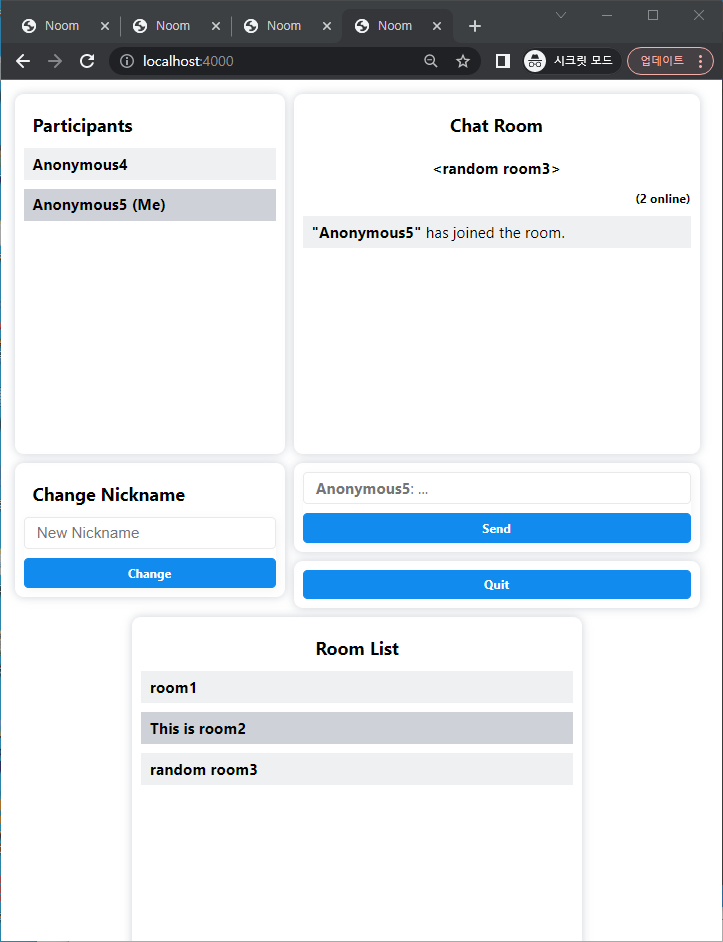 Noom
Noom
Noom
Noom
localhost:4000
시크릿 모드
업데이트
Participants
Anonymous4
Anonymous5 (Me)
Chat Room
<random room3>
(2 online)
"Anonymous5" has joined the room.
Change Nickname
New Nickname
Change
Anonymous5: ...
Send
Quit
Room List
room1
This is room2
random room3